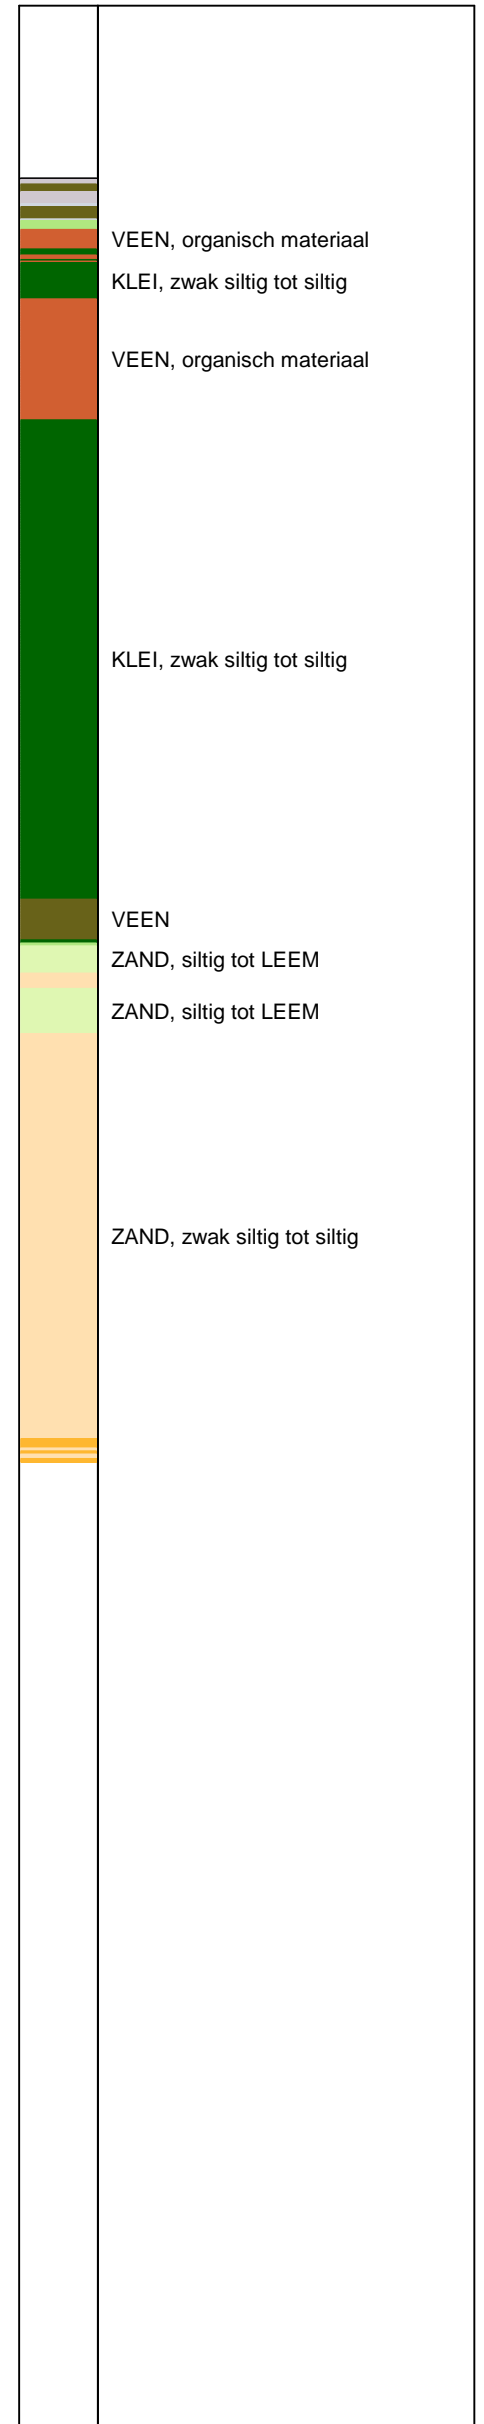 VEEN, organisch materiaal
KLEI, zwak siltig tot siltig
VEEN, organisch materiaal
KLEI, zwak siltig tot siltig
VEEN
ZAND, siltig tot LEEM
ZAND, siltig tot LEEM
ZAND, zwak siltig tot siltig